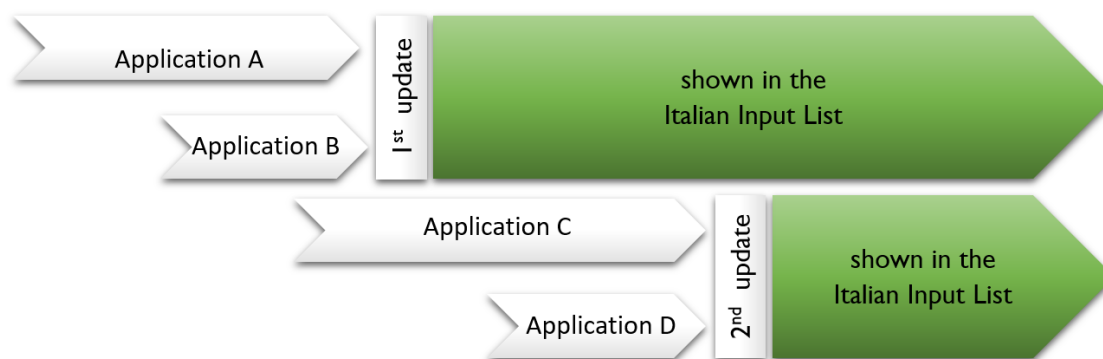 Application A
1st update
shown in the
Italian Input List
Application B
Application C
2nd update
shown in the
Italian Input List
Application D